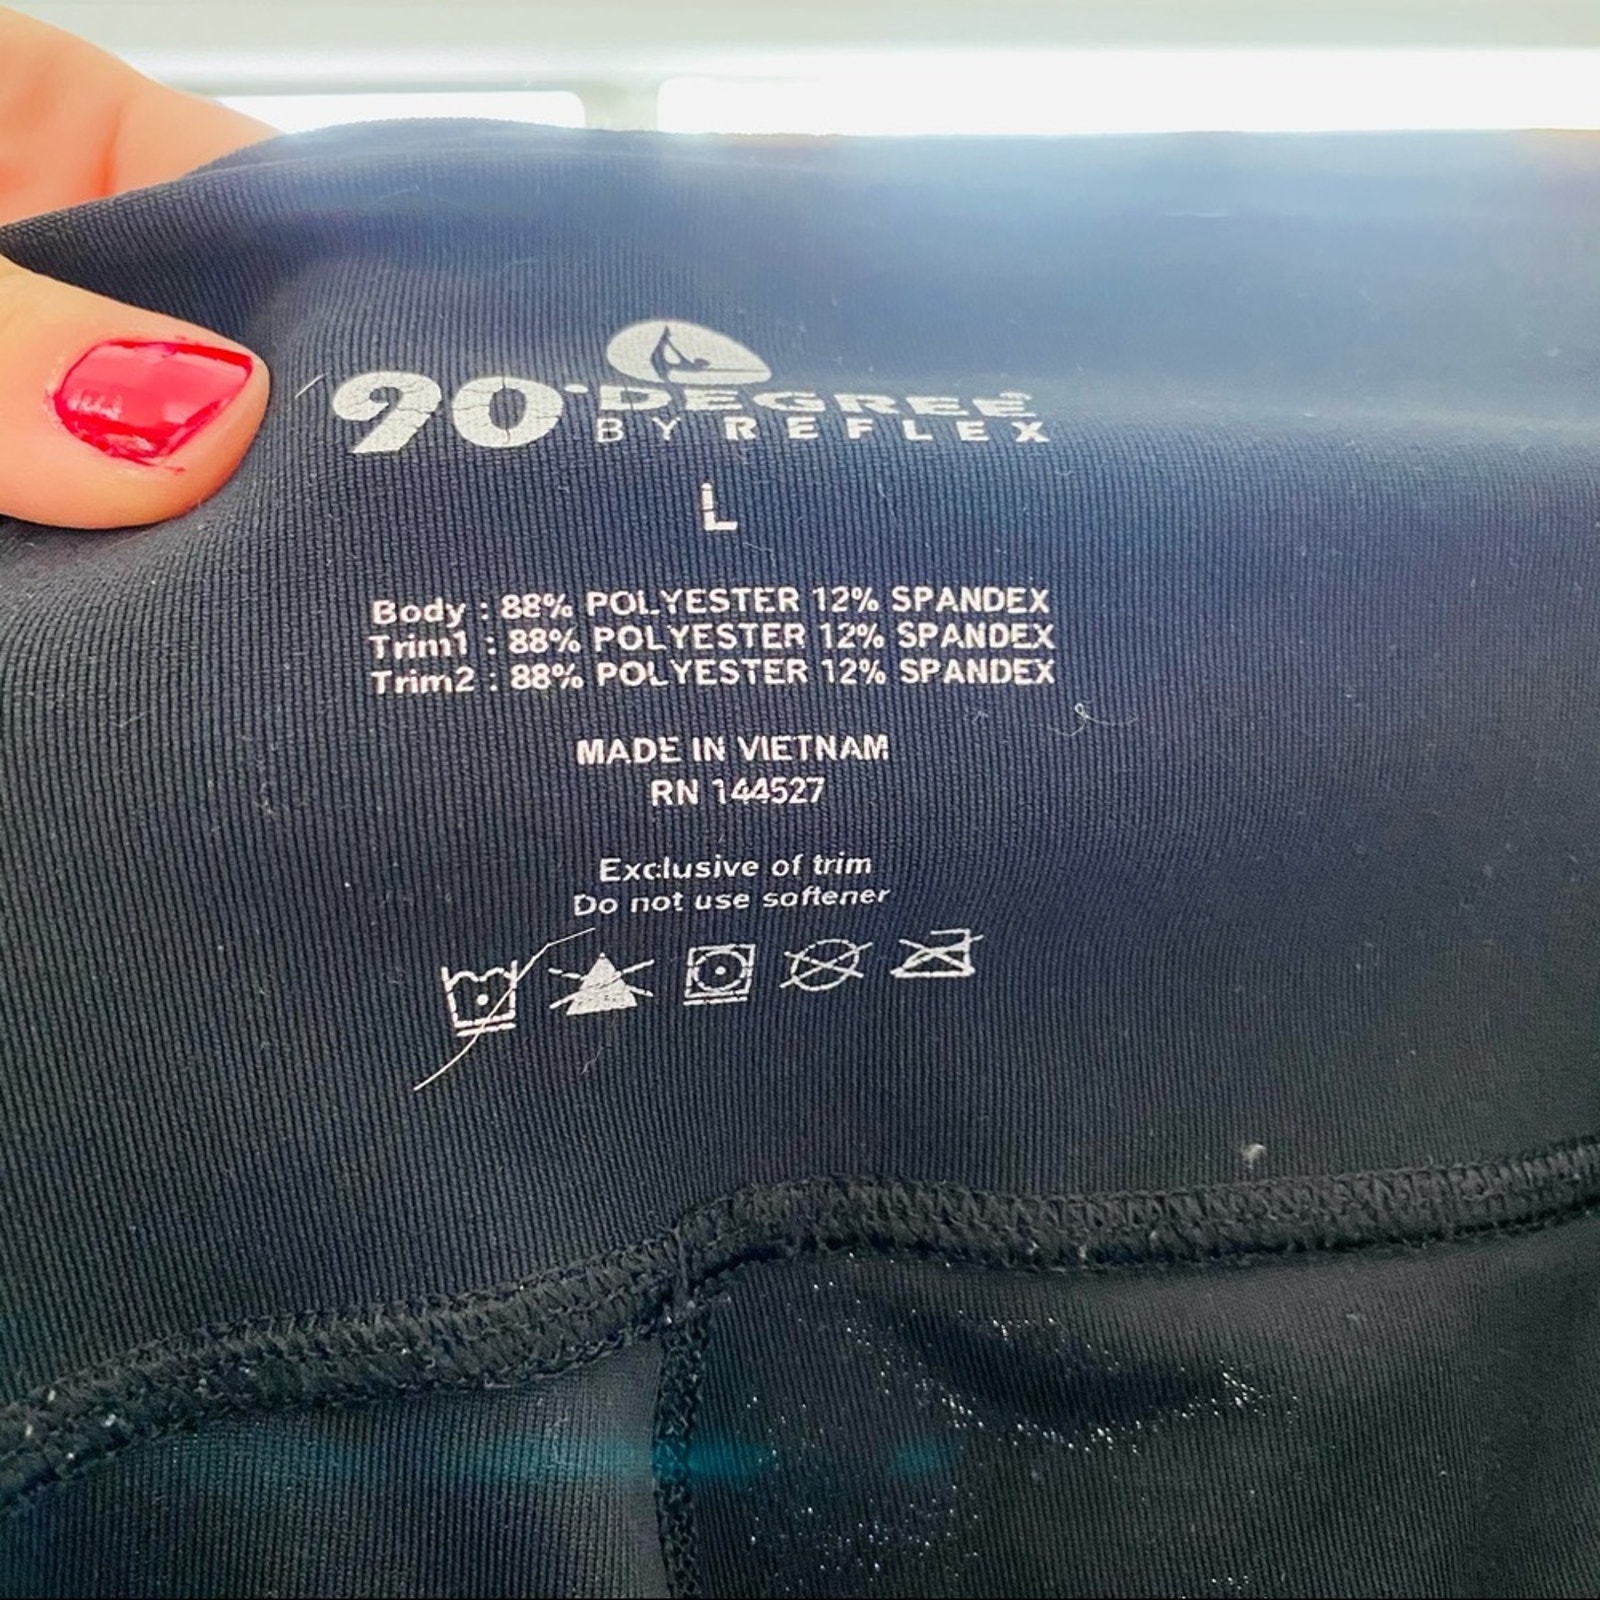 90° DEGREE®
BY REFLEX
L
Body : 88% POLYESTER 12% SPANDEX
Trim1 : 88% POLYESTER 12% SPANDEX
Trim2 : 88% POLYESTER 12% SPANDEX
MADE IN VIETNAM
RN 144527
Exclusive of trim
Do not use softener